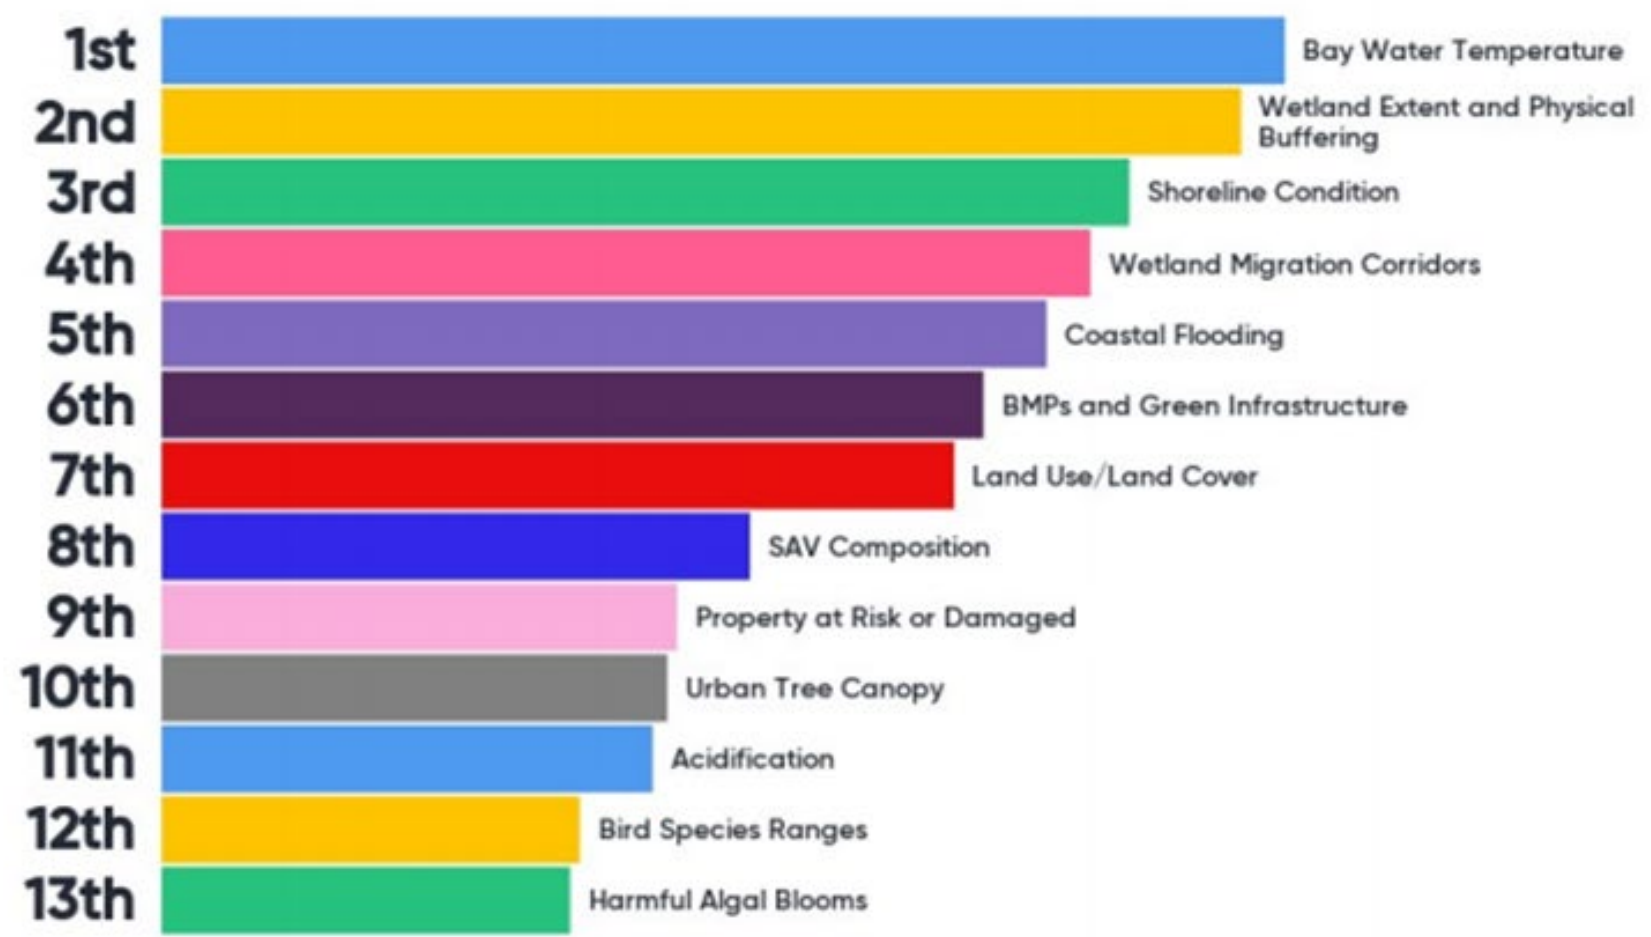 1st Bay Water Temperature
2nd Wetland Extent and Physical
Buffering
3rd Shoreline Condition
4th Wetland Migration Corridors
5th Coastal Flooding
6th BMPs and Green Infrastructure
7th Land Use/Land Cover
8th SAV Composition
9th Property at Risk or Damaged
10th Urban Tree Canopy
11th Acidification
12th Bird Species Ranges
13th Harmful Algal Blooms